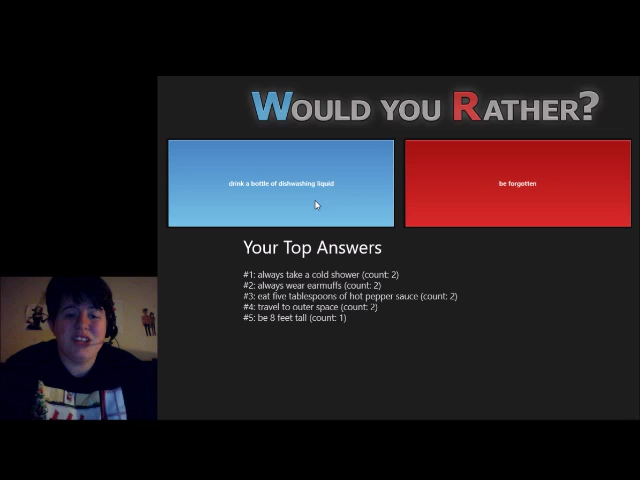 WOULD YOU RATHER?
drink a bottle of dishwashing liquid
be forgotten
Your Top Answers
#1: always take a cold shower (count: 2)
#2: always wear earmuffs (count: 2)
#3: eat five tablespoons of hot pepper sauce (count: 2)
#4: travel to outer space (count: 2)
#5: be 8 feet tall (count: 1)